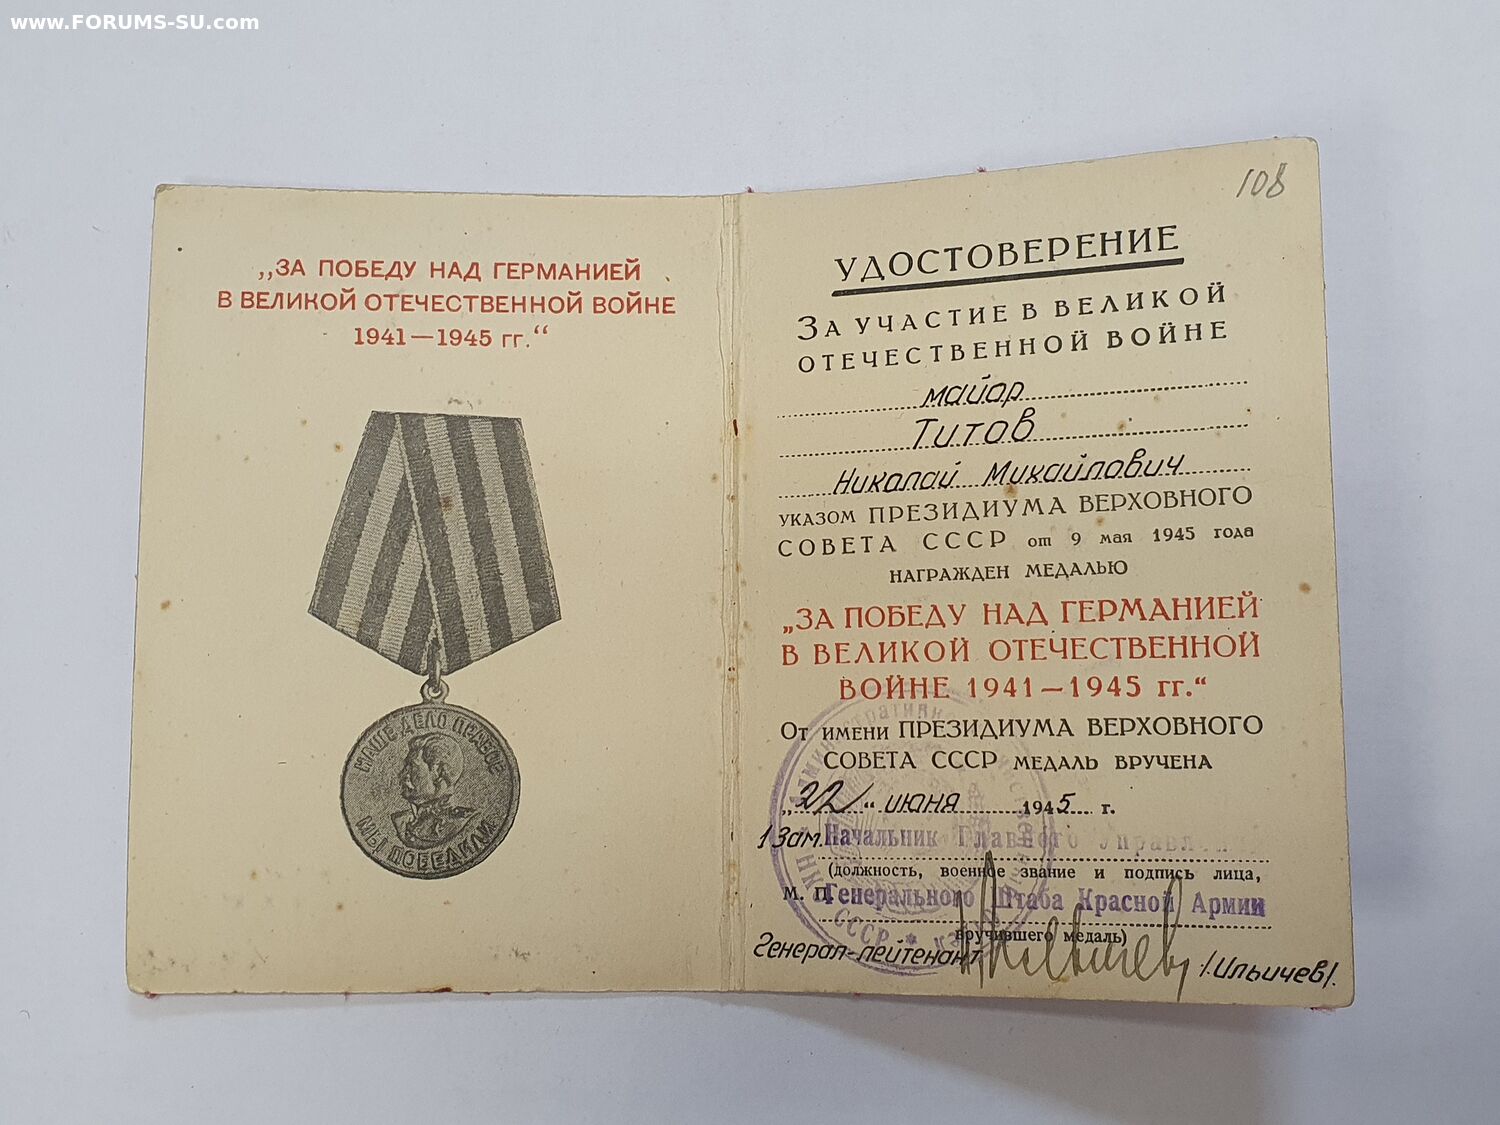 www.FORUMS-SU.com
108
„ЗА ПОБЕДУ НАД ГЕРМАНИЕЙ
В ВЕЛИКОЙ ОТЕЧЕСТВЕННОЙ ВОЙНЕ
1941—1945 гг.“
НАШЕ ДЕЛО ПРАВОЕ
МЫ ПОБЕДИЛИ
УДОСТОВЕРЕНИЕ
ЗА УЧАСТИЕ В ВЕЛИКОЙ
ОТЕЧЕСТВЕННОЙ ВОЙНЕ
майор
Титов
Николай Михайлович
УКАЗОМ ПРЕЗИДИУМА ВЕРХОВНОГО
СОВЕТА СССР от 9 мая 1945 года
НАГРАЖДЕН МЕДАЛЬЮ
„ЗА ПОБЕДУ НАД ГЕРМАНИЕЙ
В ВЕЛИКОЙ ОТЕЧЕСТВЕННОЙ
ВОЙНЕ 1941—1945 гг.“
От имени ПРЕЗИДИУМА ВЕРХОВНОГО
СОВЕТА СССР МЕДАЛЬ ВРУЧЕНА
„22“ июня 1945 г.
1 Зам. Начальник Главного
(должность, военное звание и подпись лица,
М. П. Генерального Штаба Красной Армии
вручившего медаль)
Генерал-лейтенант /Ильичев/.
СССР